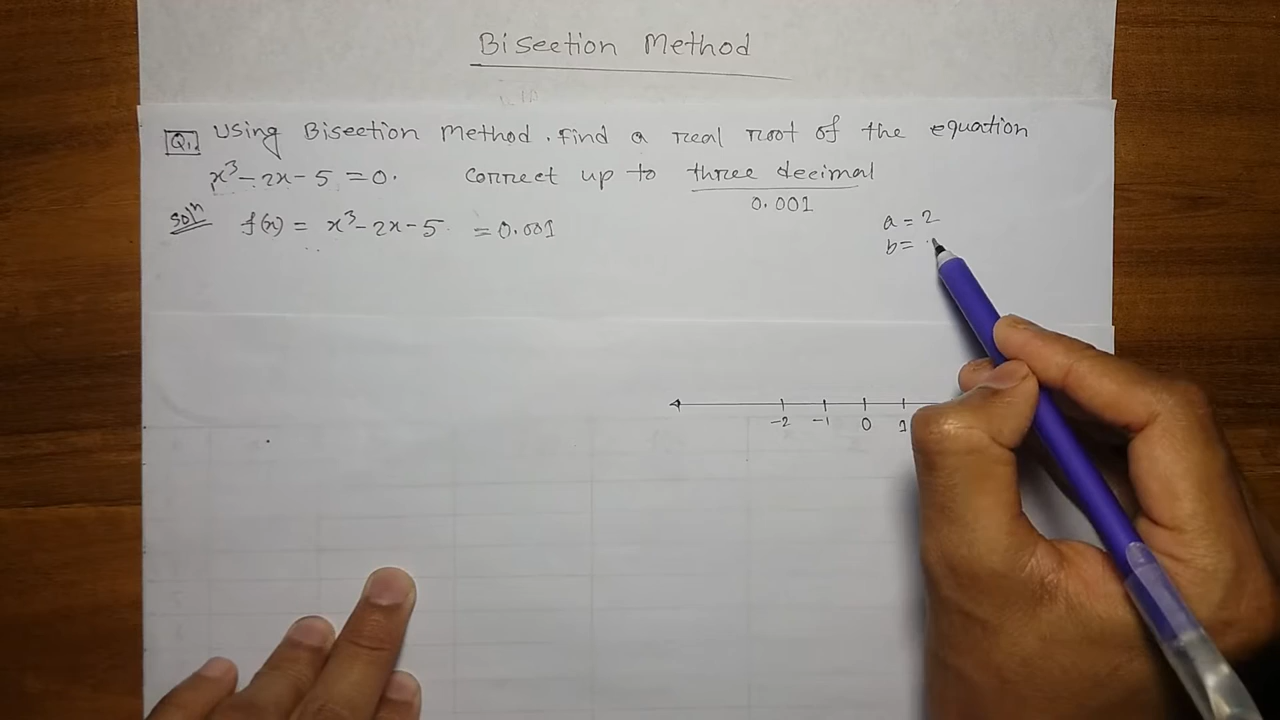 Bisection Method
Q1 Using Bisection Method. Find a real root of the equation
x³-2x-5=0. Correct up to three decimal
0.001
Solⁿ f(x) = x³-2x-5 = 0.001
a = 2
b =
-2 -1 0 1